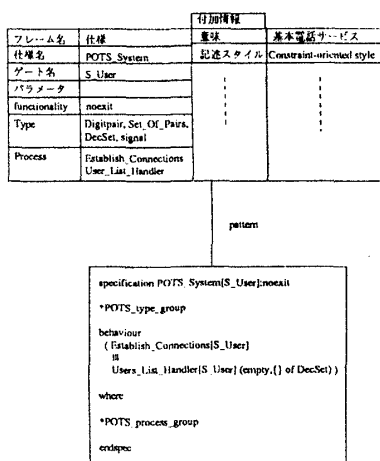 付加情報
フレーム名 仕様 意味 基本電話サービス
仕様名 POTS_System 記述スタイル Constraint-oriented style
ゲート名 S_User
パラメータ
functionality noexit
Type Digitpair, Set_Of_Pairs,
DecSet, signal
Process Establish_Connections
User_List_Handler
pattern
specification POTS_System[S_User]:noexit
*POTS_type_group
behaviour
( Establish_Connections[S_User]
|||
Users_List_Handler[S_User] (empty,{} of DecSet) )
where
*POTS_process_group
endspec